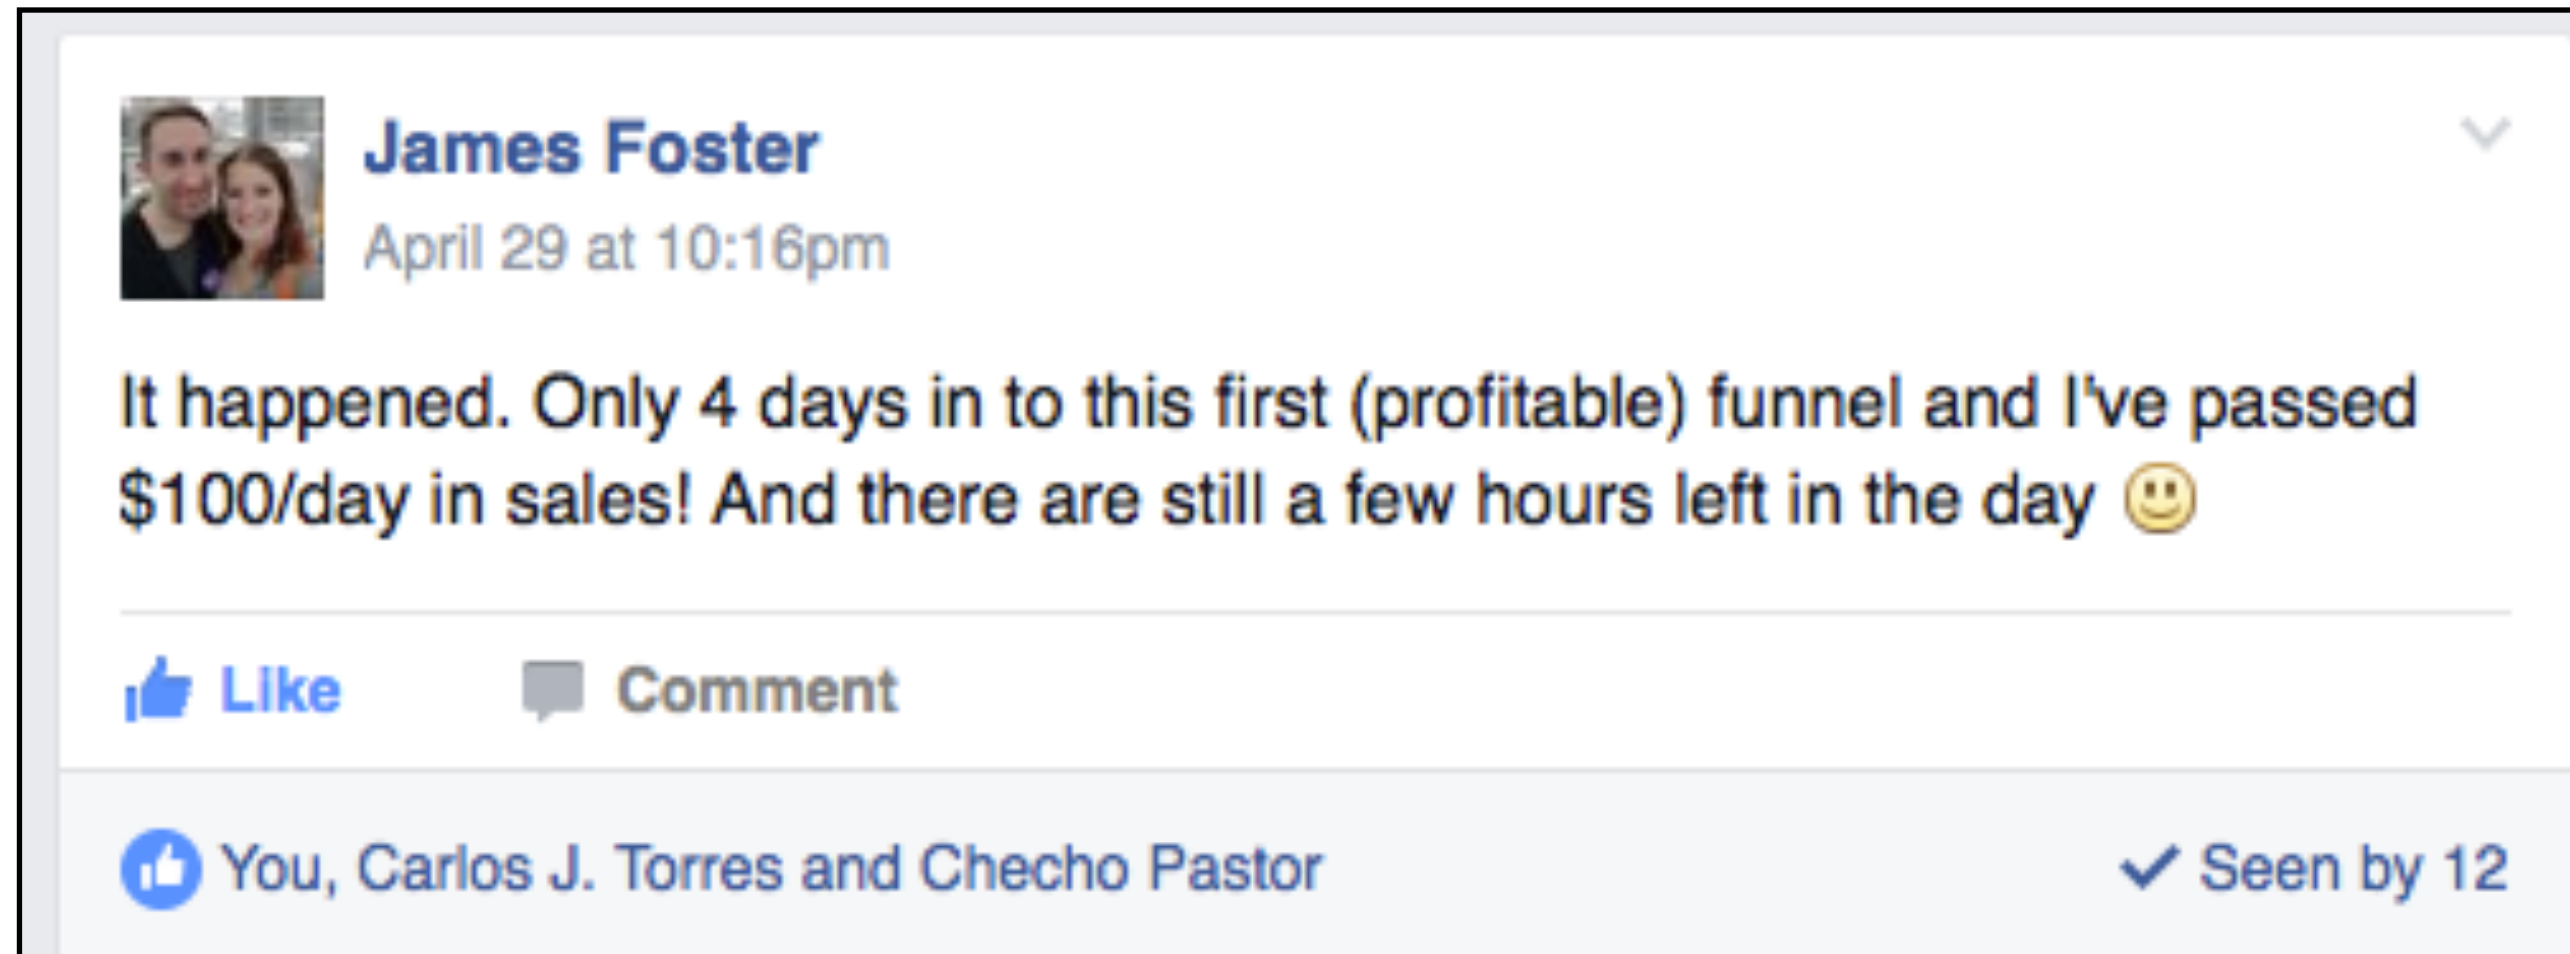 James Foster
April 29 at 10:16pm
It happened. Only 4 days in to this first (profitable) funnel and I've passed
$100/day in sales! And there are still a few hours left in the day
Like Comment
You, Carlos J. Torres and Checho Pastor Seen by 12